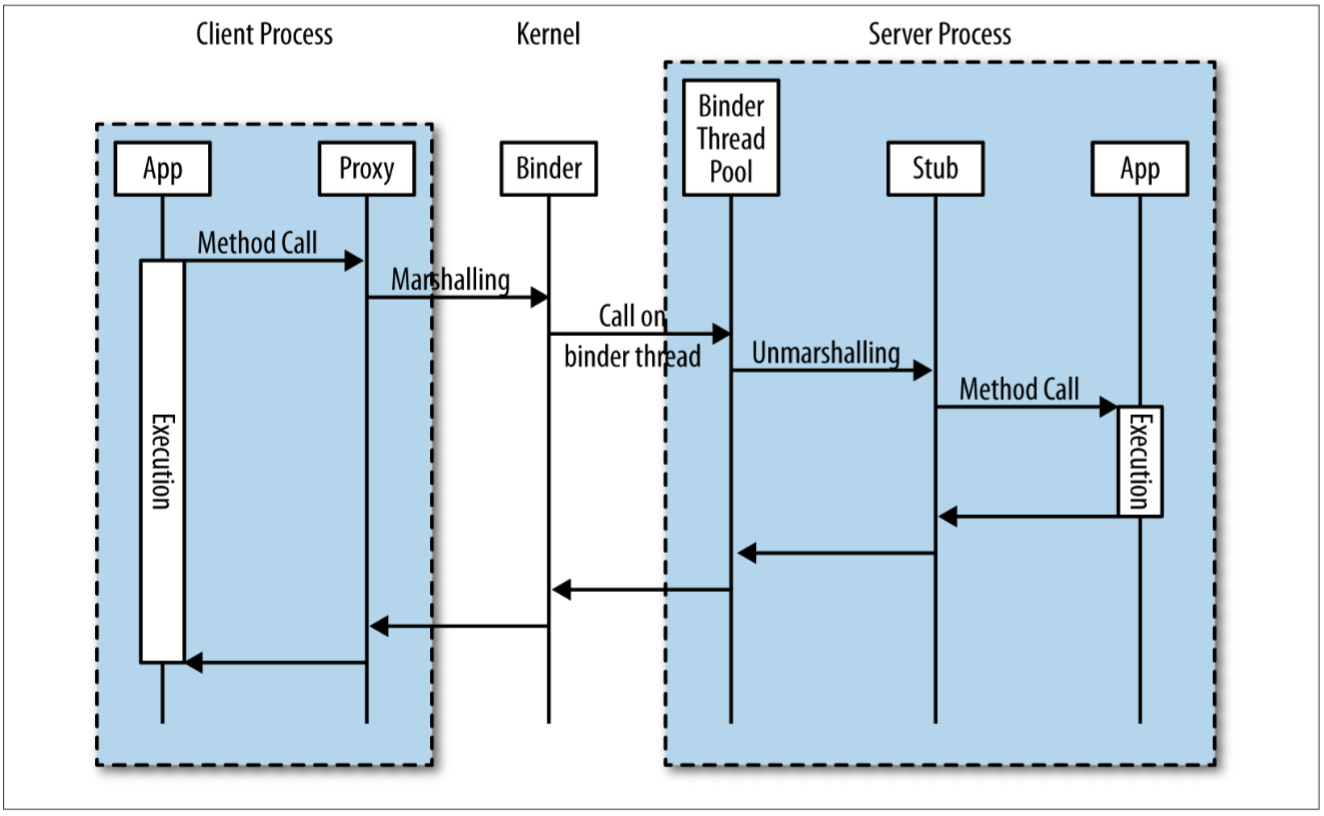 Client Process
Kernel
Server Process
App
Proxy
Binder
Binder
Thread
Pool
Stub
App
Method Call
Marshalling
Call on
binder thread
Unmarshalling
Method Call
Execution
Execution